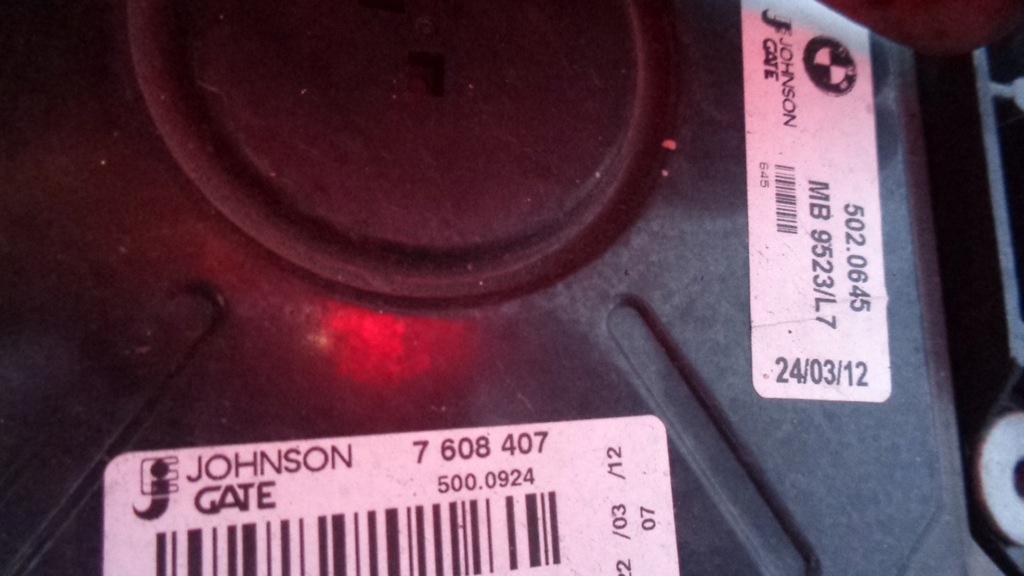 JOHNSON
GATE
645
502.0645
MB 9523/L7
24/03/12
JOHNSON
GATE
7 608 407
500.0924
22
/03
/12
07